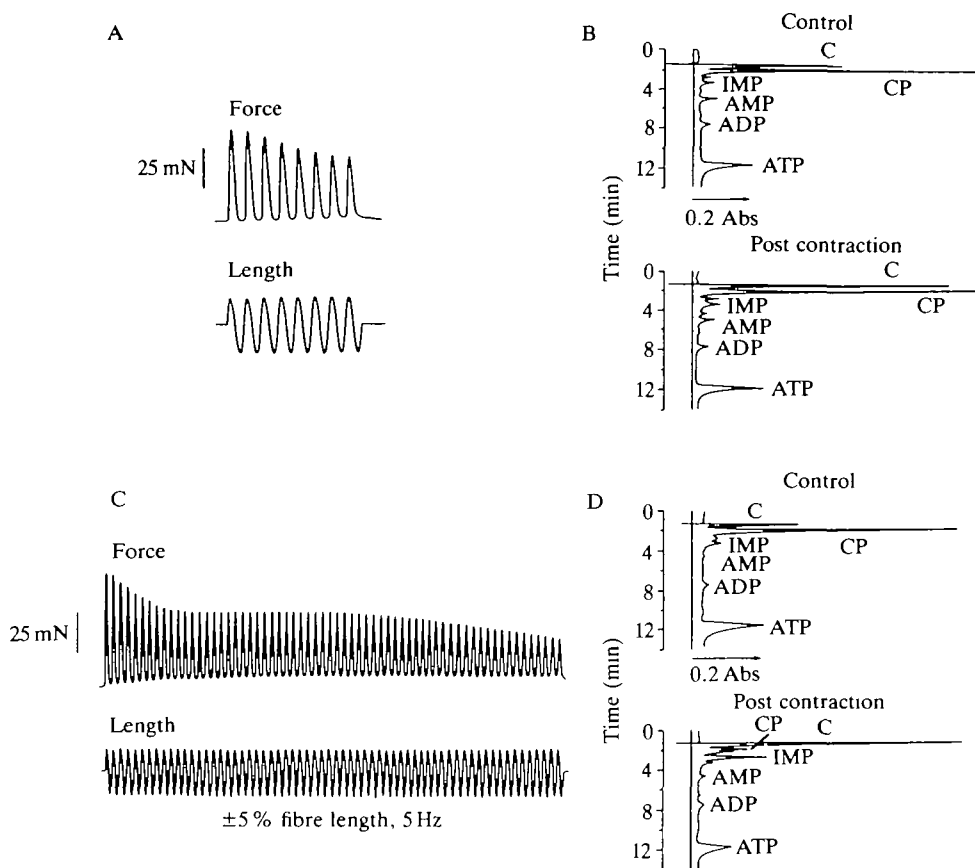 A
Force
25 mN
Length
B
Control
C
CP
IMP
AMP
ADP
ATP
0
4
8
12
0.2 Abs
Time (min)
Post contraction
C
CP
IMP
AMP
ADP
ATP
0
4
8
12
C
Force
25 mN
Length
±5 % fibre length, 5 Hz
D
Control
C
CP
IMP
AMP
ADP
ATP
0
4
8
12
0.2 Abs
Time (min)
Post contraction
CP
C
IMP
AMP
ADP
ATP
0
4
8
12